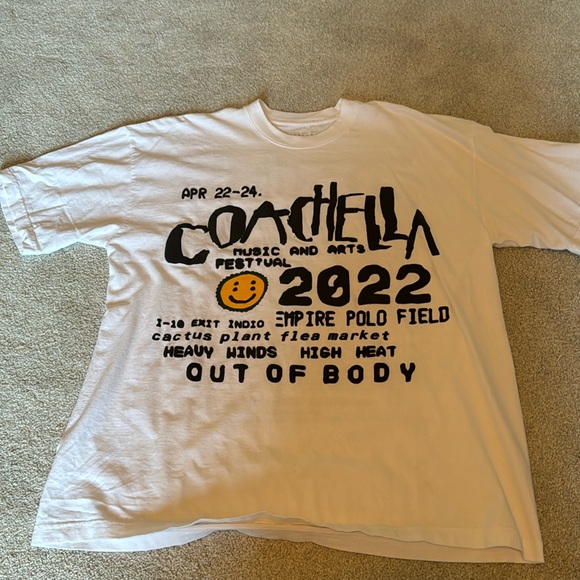 APR 22-24.
COACHELLA
MUSIC AND ARTS
FESTTUAL
2022
I-10 EXIT INDIO EMPIRE POLO FIELD
cactus plant flea market
HEAVY WINDS HIGH HEAT
OUT OF BODY